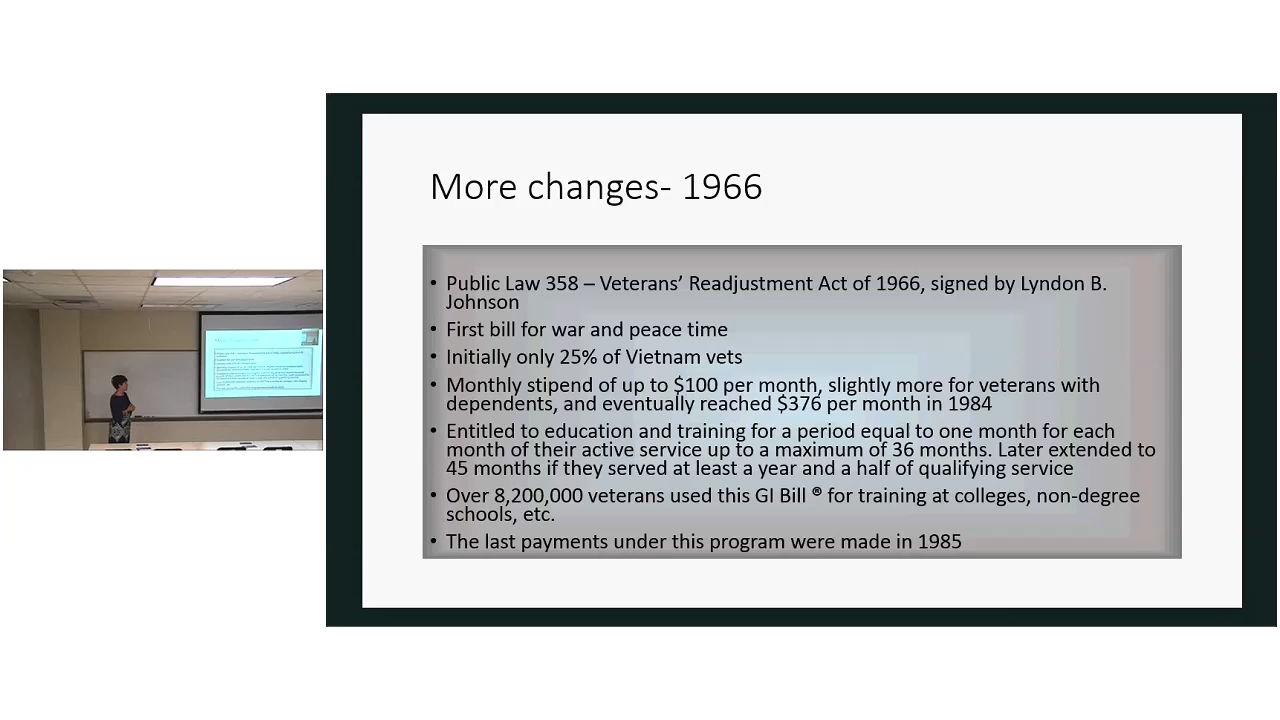 More changes- 1966
• Public Law 358 – Veterans’ Readjustment Act of 1966, signed by Lyndon B.
Johnson
• First bill for war and peace time
• Initially only 25% of Vietnam vets
• Monthly stipend of up to $100 per month, slightly more for veterans with
dependents, and eventually reached $376 per month in 1984
• Entitled to education and training for a period equal to one month for each
month of their active service up to a maximum of 36 months. Later extended to
45 months if they served at least a year and a half of qualifying service
• Over 8,200,000 veterans used this GI Bill ® for training at colleges, non-degree
schools, etc.
• The last payments under this program were made in 1985